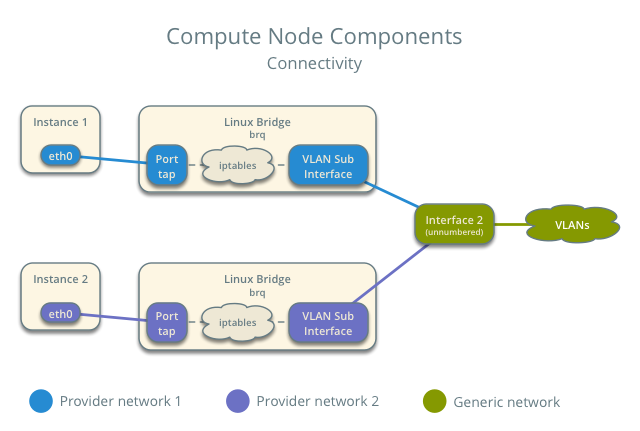 Compute Node Components
Connectivity
Instance 1
eth0
Linux Bridge
brq
Port
tap
iptables
VLAN Sub
Interface
Interface 2
(unnumbered)
VLANs
Instance 2
eth0
Linux Bridge
brq
Port
tap
iptables
VLAN Sub
Interface
Provider network 1
Provider network 2
Generic network